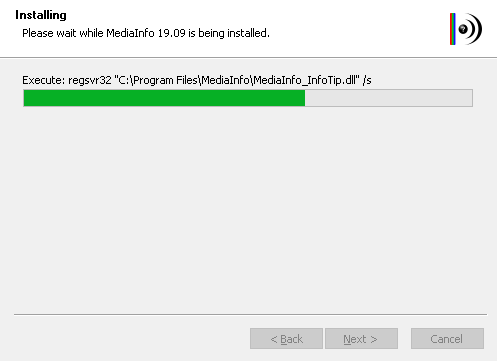 Installing
Please wait while MediaInfo 19.09 is being installed.
Execute: regsvr32 "C:\Program Files\MediaInfo\MediaInfo_InfoTip.dll" /s
< Back Next > Cancel